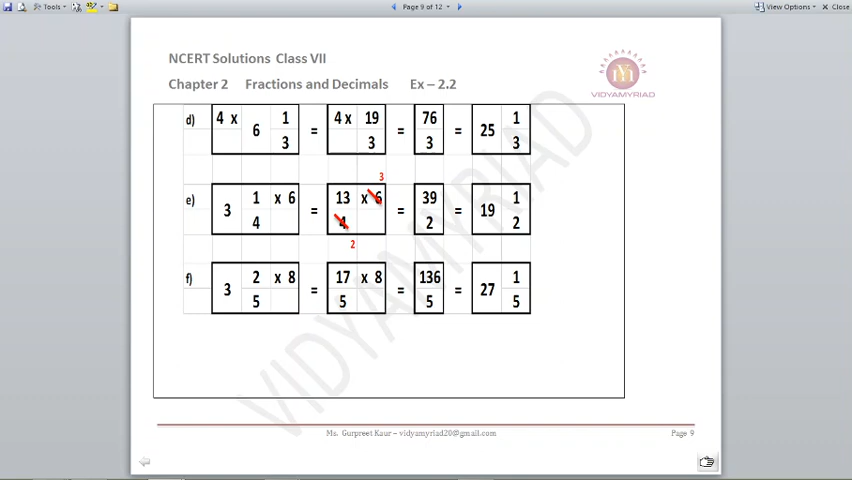 Tools
Page 9 of 12
View Options
Close
NCERT Solutions Class VII
Chapter 2 Fractions and Decimals Ex – 2.2
VIDYAMYRIAD
d) 4 x 6 1/3 = 4 x 19/3 = 76/3 = 25 1/3
3
e) 3 1/4 x 6 = 13/4 x 6 = 39/2 = 19 1/2
2
f) 3 2/5 x 8 = 17/5 x 8 = 136/5 = 27 1/5
VIDYAMYRIAD
Ms. Gurpreet Kaur – vidyamyriad20@gmail.com Page 9